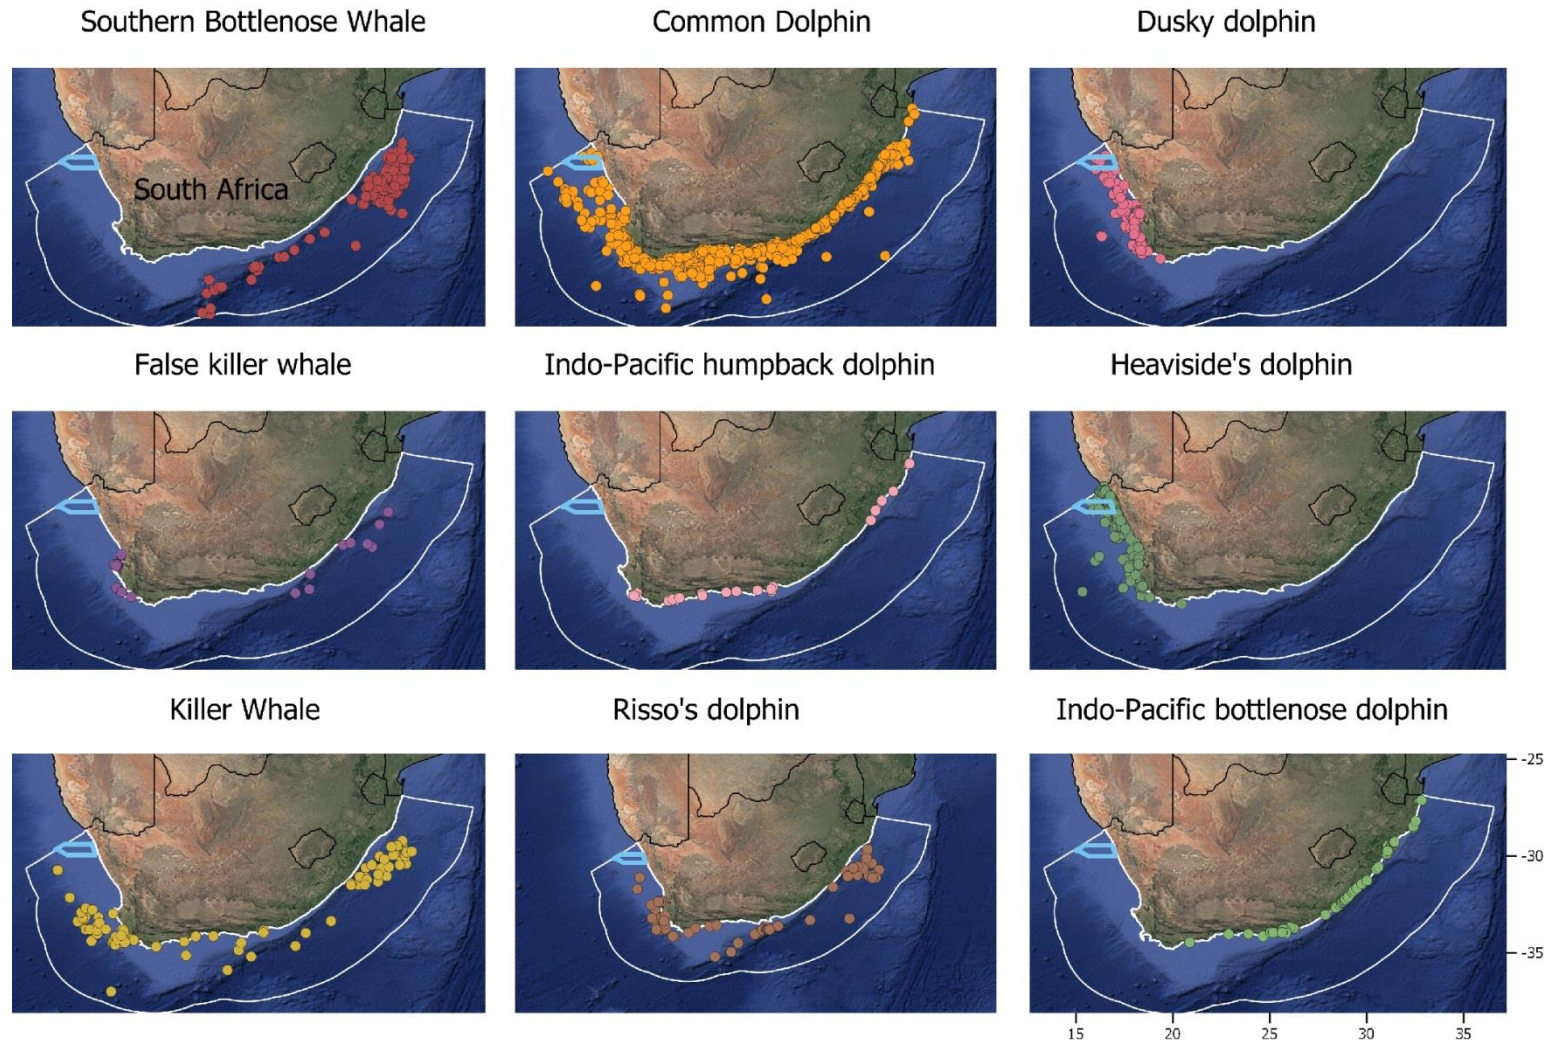 Southern Bottlenose Whale
Common Dolphin
Dusky dolphin
South Africa
False killer whale
Indo-Pacific humpback dolphin
Heaviside's dolphin
Killer Whale
Risso's dolphin
Indo-Pacific bottlenose dolphin
-25
-30
-35
15 20 25 30 35